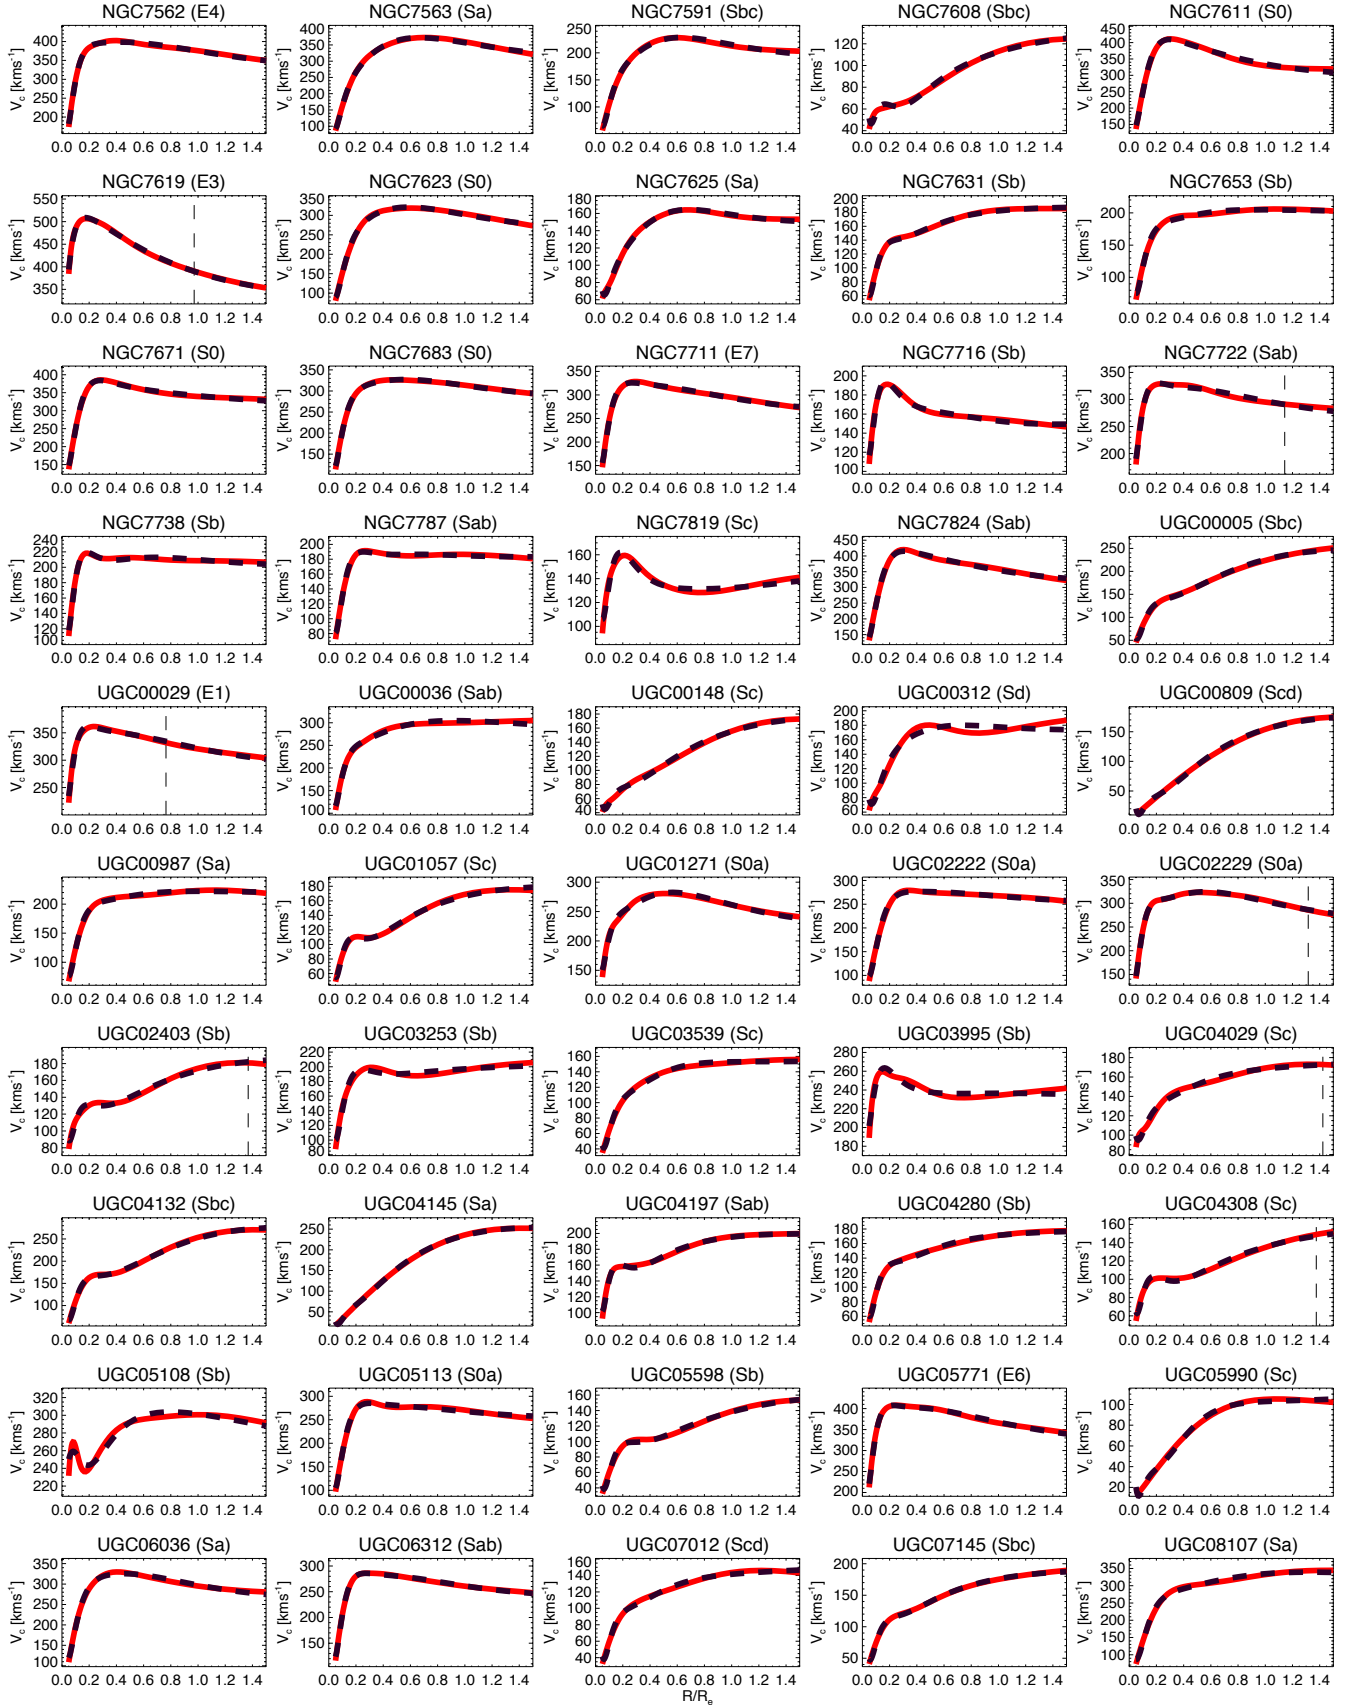 NGC7562 (E4) NGC7563 (Sa) NGC7591 (Sbc) NGC7608 (Sbc) NGC7611 (S0)
NGC7619 (E3) NGC7623 (S0) NGC7625 (Sa) NGC7631 (Sb) NGC7653 (Sb)
NGC7671 (S0) NGC7683 (S0) NGC7711 (E7) NGC7716 (Sb) NGC7722 (Sab)
NGC7738 (Sb) NGC7787 (Sab) NGC7819 (Sc) NGC7824 (Sab) UGC00005 (Sbc)
UGC00029 (E1) UGC00036 (Sab) UGC00148 (Sc) UGC00312 (Sd) UGC00809 (Scd)
UGC00987 (Sa) UGC01057 (Sc) UGC01271 (S0a) UGC02222 (S0a) UGC02229 (S0a)
UGC02403 (Sb) UGC03253 (Sb) UGC03539 (Sc) UGC03995 (Sb) UGC04029 (Sc)
UGC04132 (Sbc) UGC04145 (Sa) UGC04197 (Sab) UGC04280 (Sb) UGC04308 (Sc)
UGC05108 (Sb) UGC05113 (S0a) UGC05598 (Sb) UGC05771 (E6) UGC05990 (Sc)
UGC06036 (Sa) UGC06312 (Sab) UGC07012 (Scd) UGC07145 (Sbc) UGC08107 (Sa)
V_c [kms^-1]
0.0 0.2 0.4 0.6 0.8 1.0 1.2 1.4
R/R_e